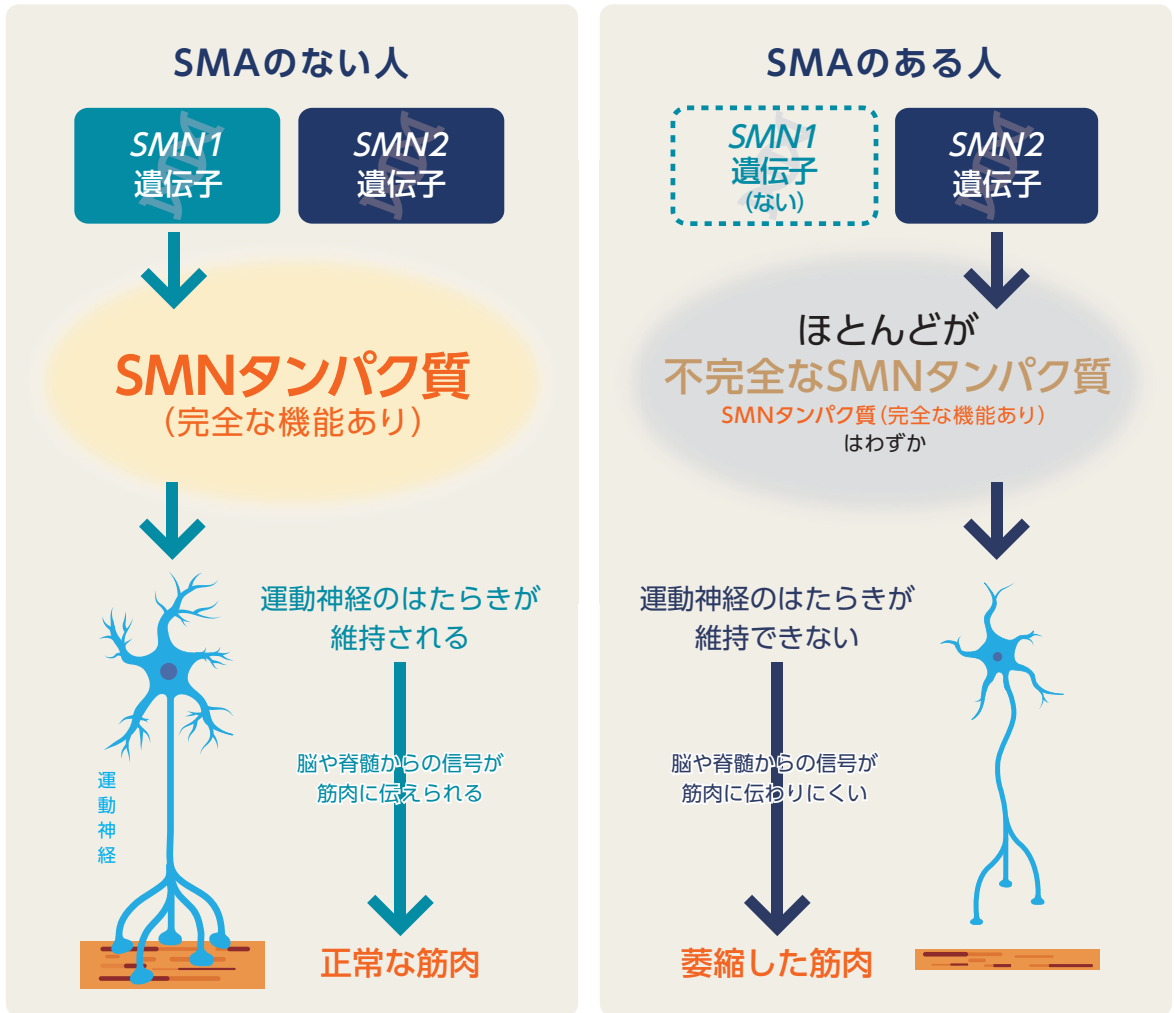 SMAのない人
SMN1
遺伝子
SMN2
遺伝子
SMNタンパク質
(完全な機能あり)
運動神経のはたらきが
維持される
脳や脊髄からの信号が
筋肉に伝えられる
運動神経
正常な筋肉
SMAのある人
SMN1
遺伝子
(ない)
SMN2
遺伝子
ほとんどが
不完全なSMNタンパク質
SMNタンパク質(完全な機能あり)
はわずか
運動神経のはたらきが
維持できない
脳や脊髄からの信号が
筋肉に伝わりにくい
萎縮した筋肉